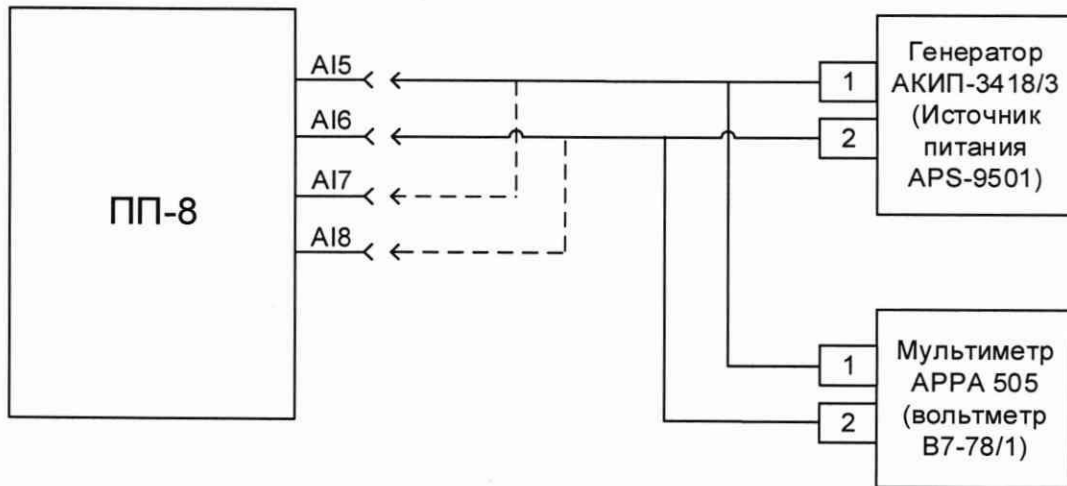 ПП-8
AI5
AI6
AI7
AI8
1
2
Генератор
АКИП-3418/3
(Источник
питания
APS-9501)
1
2
Мультиметр
APPA 505
(вольтметр
В7-78/1)